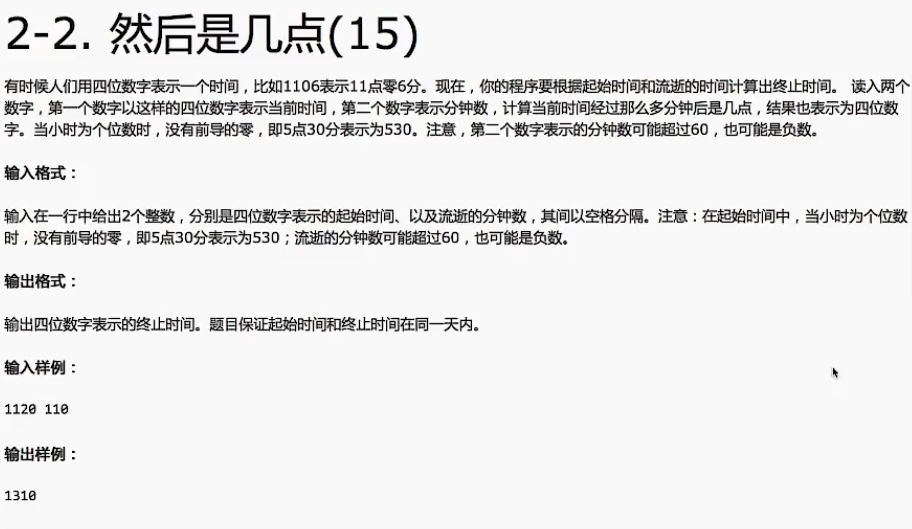 2-2. 然后是几点(15)
有时候人们用四位数字表示一个时间，比如1106表示11点零6分。现在，你的程序要根据起始时间和流逝的时间计算出终止时间。 读入两个
数字，第一个数字以这样的四位数字表示当前时间，第二个数字表示分钟数，计算当前时间经过那么多分钟后是几点，结果也表示为四位数
字。当小时为个位数时，没有前导的零，即5点30分表示为530。注意，第二个数字表示的分钟数可能超过60，也可能是负数。
输入格式：
输入在一行中给出2个整数，分别是四位数字表示的起始时间、以及流逝的分钟数，其间以空格分隔。注意：在起始时间中，当小时为个位数
时，没有前导的零，即5点30分表示为530；流逝的分钟数可能超过60，也可能是负数。
输出格式：
输出四位数字表示的终止时间。题目保证起始时间和终止时间在同一天内。
输入样例：
1120 110
输出样例：
1310